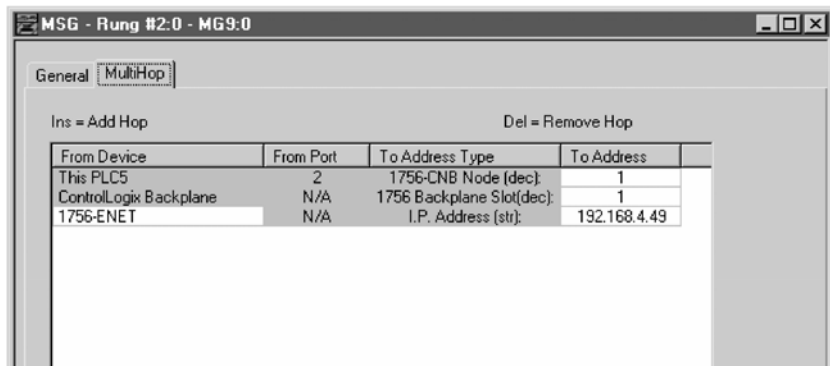 MSG - Rung #2:0 - MG9:0
General MultiHop
Ins = Add Hop Del = Remove Hop
From Device From Port To Address Type To Address
This PLC5 2 1756-CNB Node (dec): 1
ControlLogix Backplane N/A 1756 Backplane Slot(dec): 1
1756-ENET N/A I.P. Address (str): 192.168.4.49